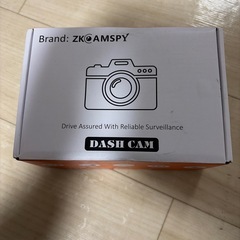 Brand: ZKCAMSPY
Drive Assured With Reliable Surveillance
DASH CAM